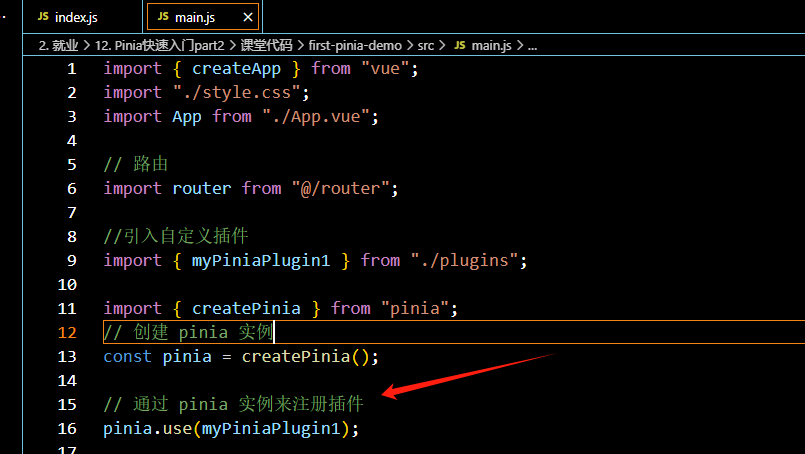 JS index.js
JS main.js ×
2. 就业 > 12. Pinia快速入门part2 > 课堂代码 > first-pinia-demo > src > JS main.js > ...
1 import { createApp } from "vue";
2 import "./style.css";
3 import App from "./App.vue";
4
5 // 路由
6 import router from "@/router";
7
8 //引入自定义插件
9 import { myPiniaPlugin1 } from "./plugins";
10
11 import { createPinia } from "pinia";
12 // 创建 pinia 实例
13 const pinia = createPinia();
14
15 // 通过 pinia 实例来注册插件
16 pinia.use(myPiniaPlugin1);
17